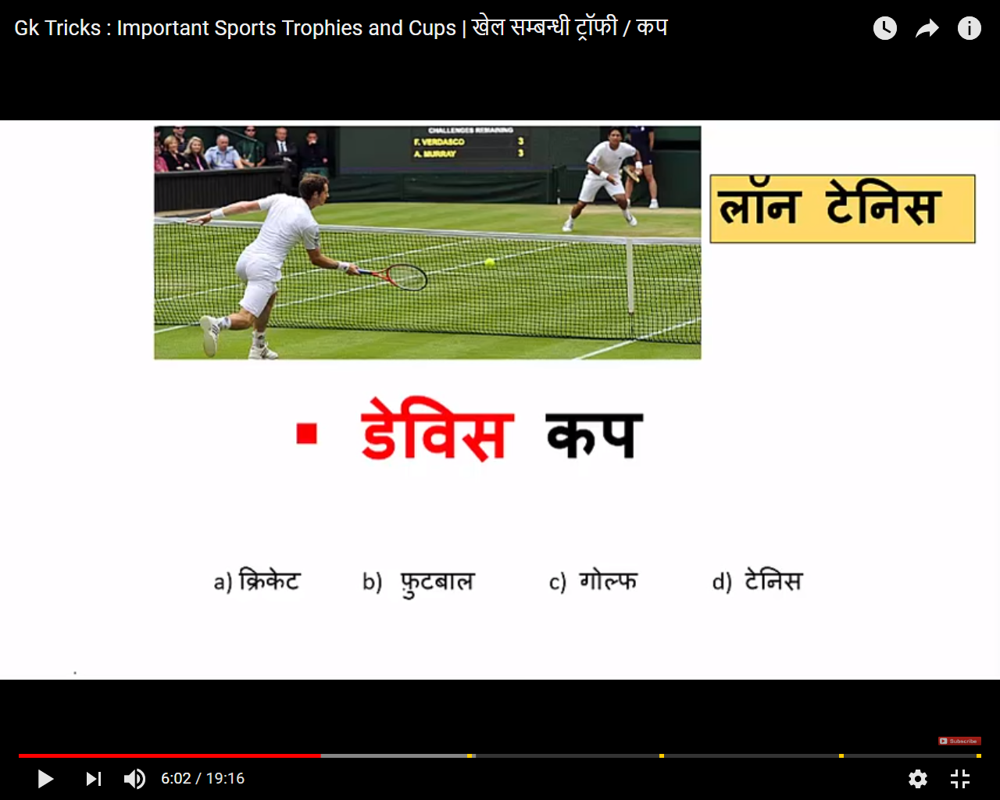 Gk Tricks : Important Sports Trophies and Cups | खेल सम्बन्धी ट्रॉफी / कप
CHALLENGES REMAINING
F. VERDASCO 3
A. MURRAY 3
लॉन टेनिस
▪ डेविस कप
a) क्रिकेट b) फ़ुटबाल c) गोल्फ d) टेनिस
Subscribe
6:02 / 19:16